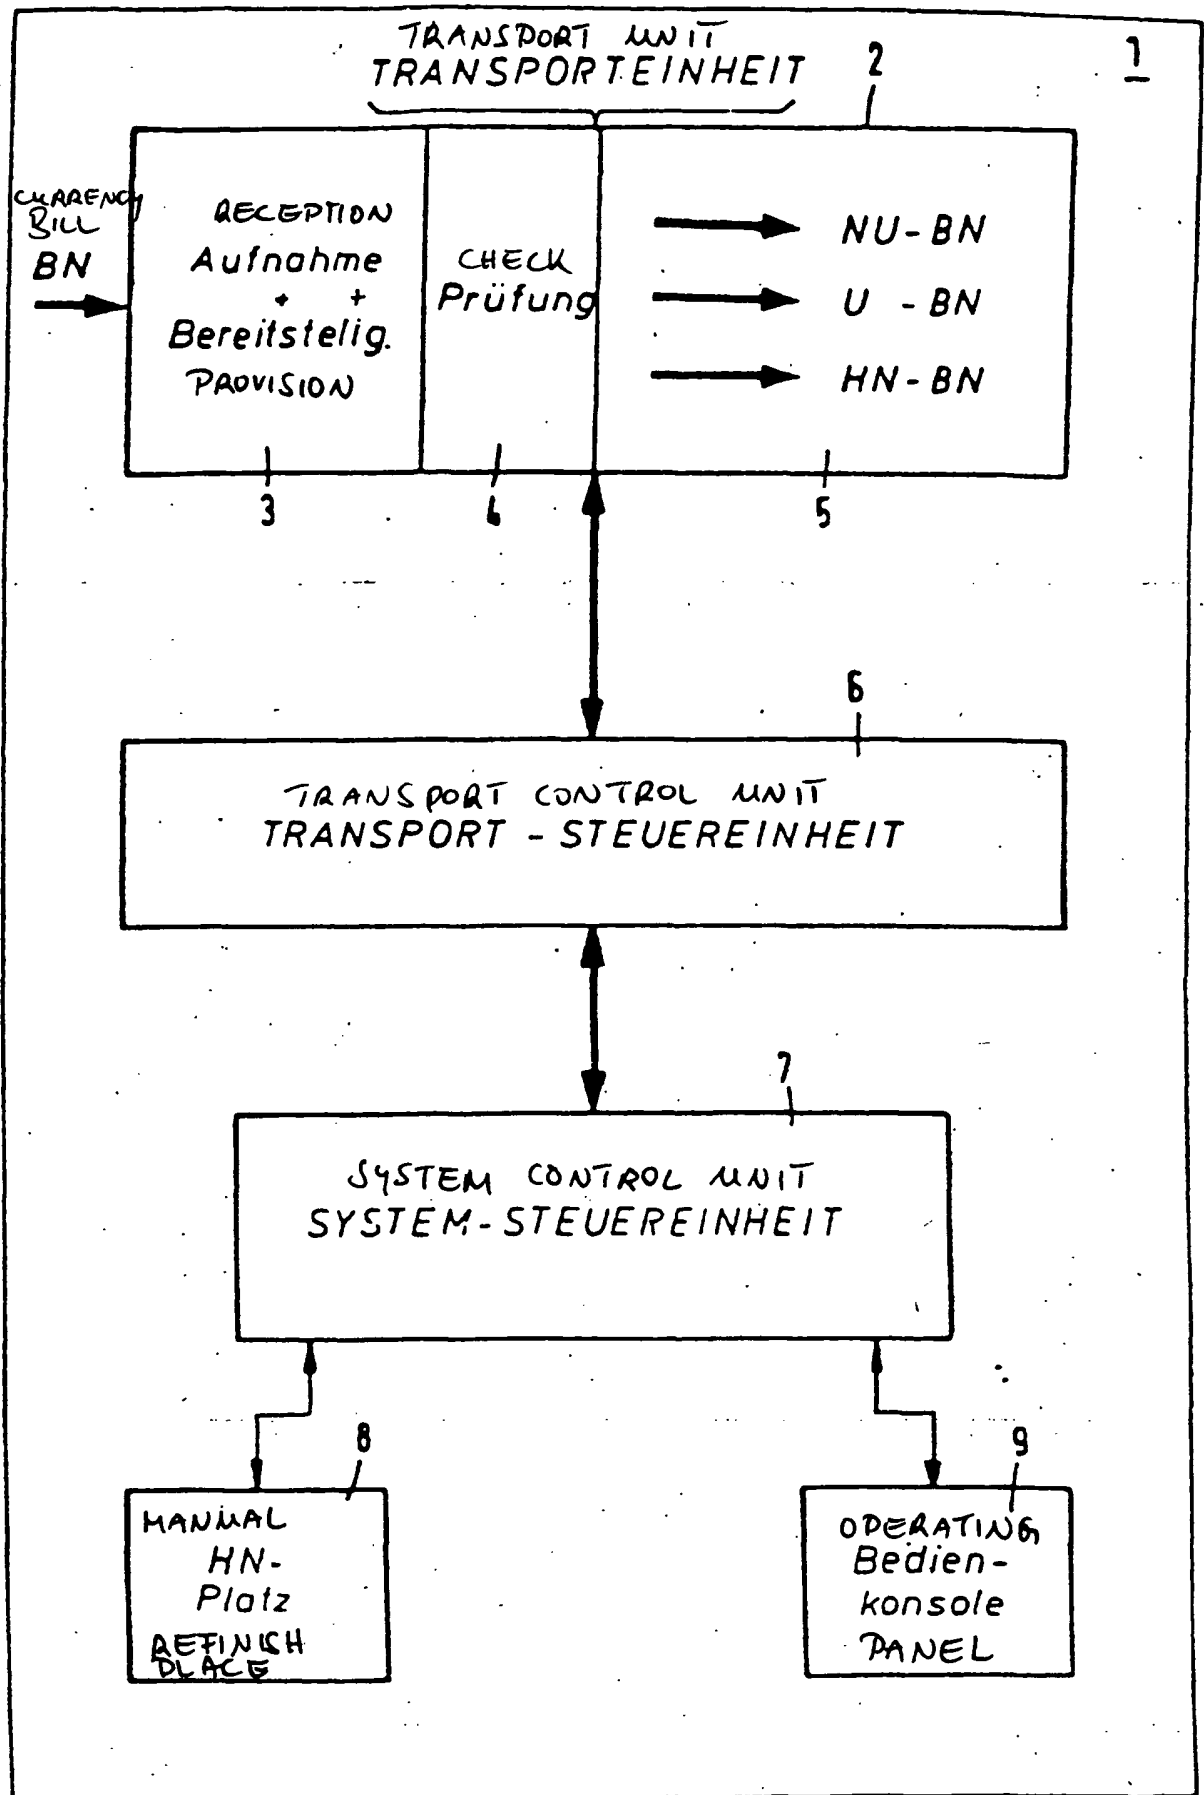 TRANSPORT UNIT
TRANSPORTEINHEIT
2
1
CURRENCY
BILL
BN
RECEPTION
Aufnahme
+ +
Bereitstellg.
PROVISION
CHECK
Prüfung
NU-BN
U -BN
HN-BN
3
4
5
6
TRANSPORT CONTROL UNIT
TRANSPORT - STEUEREINHEIT
7
SYSTEM CONTROL UNIT
SYSTEM-STEUEREINHEIT
8
MANUAL
HN-
Platz
REFINISH
PLACE
9
OPERATING
Bedien-
konsole
PANEL